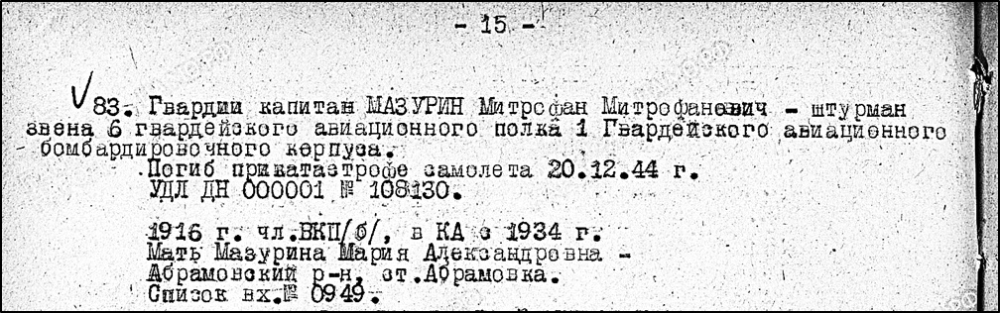 - 15 -
83. Гвардии капитан МАЗУРИН Митрофан Митрофанович - штурман
звена 6 гвардейского авиационного полка 1 Гвардейского авиационного
бомбардировочного корпуса.
Погиб прикатастрофе самолета 20.12.44 г.
УДЛ ДН 000001 № 108130.
1916 г. чл.ВКП/б/, в КА с 1934 г.
Мать Мазурина Мария Александровна -
Абрамовский р-н, ст.Абрамовка.
Список вх.№ 0949.